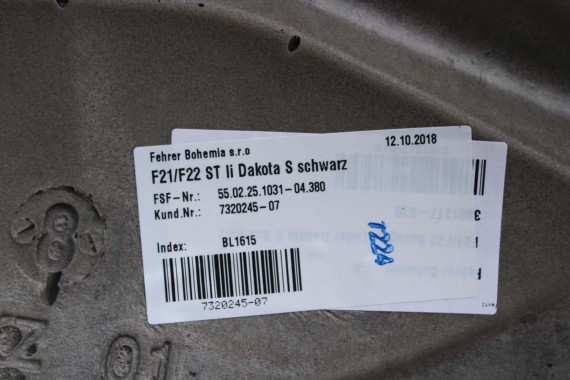 Fehrer Bohemia s.r.o
12.10.2018
F21/F22 ST li Dakota S schwarz
FSF-Nr.: 55.02.25.1031-04.380
Kund.Nr.: 7320245-07
Index: BL1615
7320245-07
01